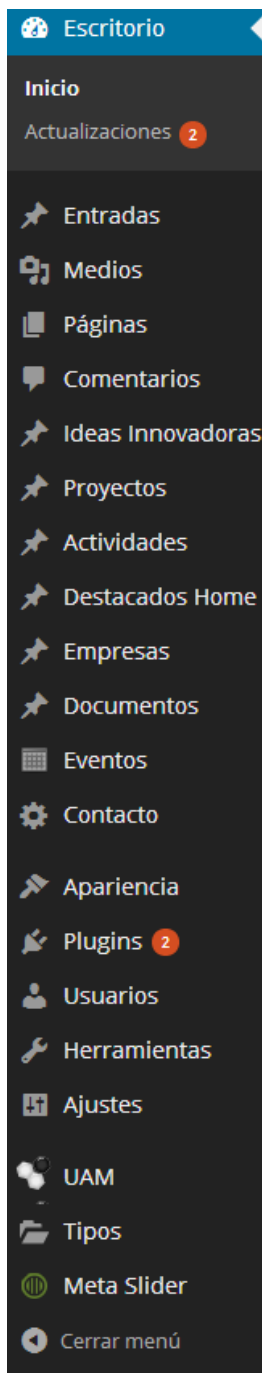 Escritorio
Inicio
Actualizaciones 2
Entradas
Medios
Páginas
Comentarios
Ideas Innovadoras
Proyectos
Actividades
Destacados Home
Empresas
Documentos
Eventos
Contacto
Apariencia
Plugins 2
Usuarios
Herramientas
Ajustes
UAM
Tipos
Meta Slider
Cerrar menú